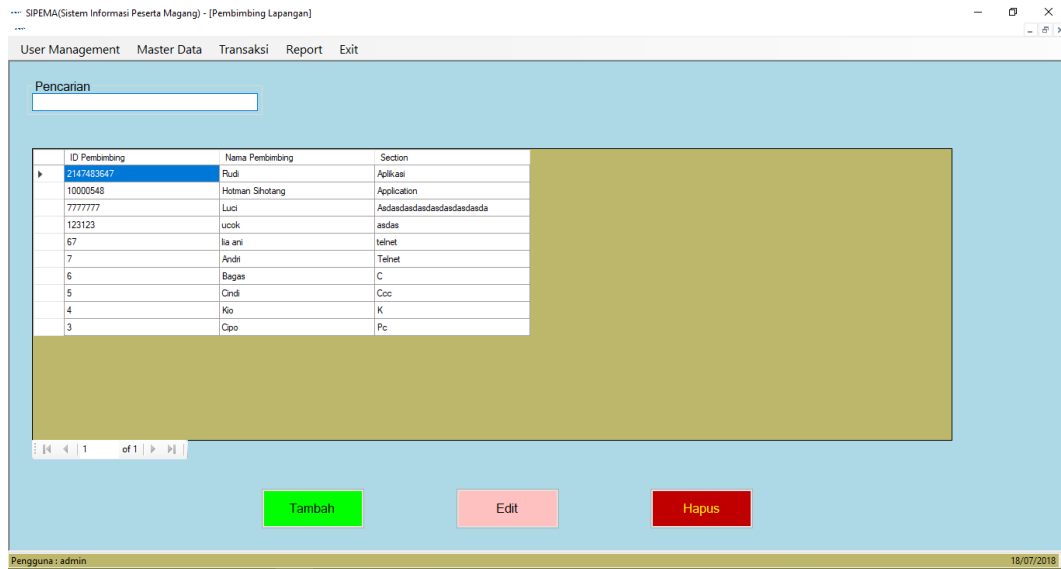 SIPEMA(Sistem Informasi Peserta Magang) - [Pembimbing Lapangan]
User Management Master Data Transaksi Report Exit
Pencarian
ID Pembimbing Nama Pembimbing Section
2147483647 Rudi Aplikasi
10000548 Hotman Sihotang Application
7777777 Luci Asdasdasdasdasdasdasdasda
123123 ucok asdas
67 lia ani telnet
7 Andri Telnet
6 Bagas C
5 Cindi Ccc
4 Kio K
3 Cipo Pc
1 of 1
Tambah Edit Hapus
Pengguna : admin 18/07/2018